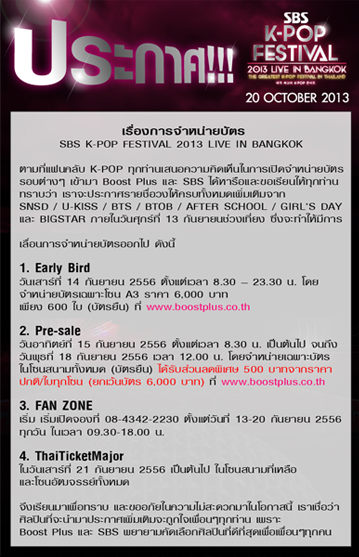 ประกาศ!!!
SBS
K-POP
FESTIVAL
2013 LIVE IN BANGKOK
THE GREATEST K-POP FESTIVAL IN THAILAND
20 OCTOBER 2013
เรื่องการจำหน่ายบัตร
SBS K-POP FESTIVAL 2013 LIVE IN BANGKOK
ตามที่แฟนคลับ K-POP ทุกท่านเสนอความคิดเห็นในการเปิดจำหน่ายบัตร
รอบต่างๆ เข้ามา Boost Plus และ SBS ได้หารือและขอเรียนให้ทุกท่าน
ทราบว่า เราจะประกาศรายชื่อวงให้ครบทั้งหมดเพิ่มเติมจาก
SNSD / U-KISS / BTS / BTOB / AFTER SCHOOL / GIRL'S DAY
และ BIGSTAR ภายในวันศุกร์ที่ 13 กันยายนช่วงเที่ยง ซึ่งจะทำให้มีการ
เลื่อนการจำหน่ายบัตรออกไป ดังนี้
1. Early Bird
วันเสาร์ที่ 14 กันยายน 2556 ตั้งแต่เวลา 8.30 – 23.30 น. โดย
จำหน่ายบัตรเฉพาะโซน A3 ราคา 6,000 บาท
เพียง 600 ใบ (บัตรยืน) ที่ www.boostplus.co.th
2. Pre-sale
วันอาทิตย์ที่ 15 กันยายน 2556 ตั้งแต่เวลา 8.30 น. เป็นต้นไป จนถึง
วันพุธที่ 18 กันยายน 2556 เวลา 12.00 น. โดยจำหน่ายเฉพาะบัตร
ในโซนสนามทั้งหมด (บัตรยืน) ได้รับส่วนลดพิเศษ 500 บาทจากราคา
ปกติ/ใบทุกโซน (ยกเว้นบัตร 6,000 บาท) ที่ www.boostplus.co.th
3. FAN ZONE
เริ่ม เริ่มเปิดจองที่ 08-4342-2230 ตั้งแต่วันที่ 13-20 กันยายน 2556
ทุกวัน ในเวลา 09.30-18.00 น.
4. ThaiTicketMajor
ในวันเสาร์ที่ 21 กันยายน 2556 เป็นต้นไป ในโซนสนามที่เหลือ
และโซนอัฒจรรย์ทั้งหมด
จึงเรียนมาเพื่อทราบ และขออภัยในความไม่สะดวกมาในโอกาสนี้ เราเชื่อว่า
ศิลปินที่จะนำมาประกาศเพิ่มเติมจะถูกใจเพื่อนๆทุกท่าน เพราะ
Boost Plus และ SBS พยายามคัดเลือกศิลปินที่ดีที่สุดเพื่อเพื่อนๆทุกคน